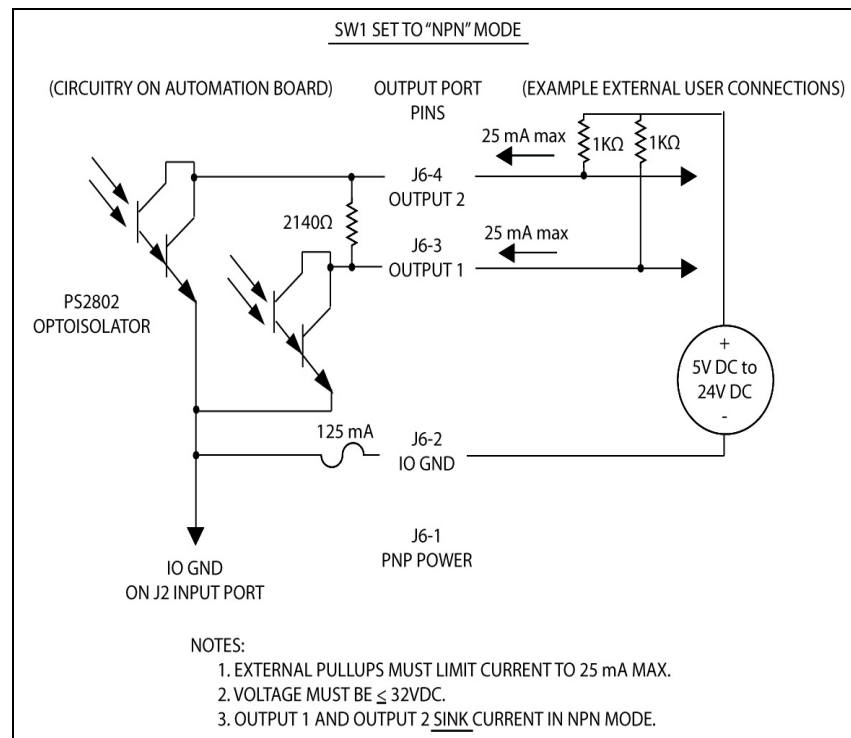 SW1 SET TO “NPN” MODE
(CIRCUITRY ON AUTOMATION BOARD)
OUTPUT PORT
PINS
(EXAMPLE EXTERNAL USER CONNECTIONS)
25 mA max
1KΩ
1KΩ
J6-4
OUTPUT 2
2140Ω
J6-3
OUTPUT 1
25 mA max
PS2802
OPTOISOLATOR
+
5V DC to
24V DC
-
125 mA
J6-2
IO GND
J6-1
PNP POWER
IO GND
ON J2 INPUT PORT
NOTES:
1. EXTERNAL PULLUPS MUST LIMIT CURRENT TO 25 mA MAX.
2. VOLTAGE MUST BE ≤ 32VDC.
3. OUTPUT 1 AND OUTPUT 2 SINK CURRENT IN NPN MODE.